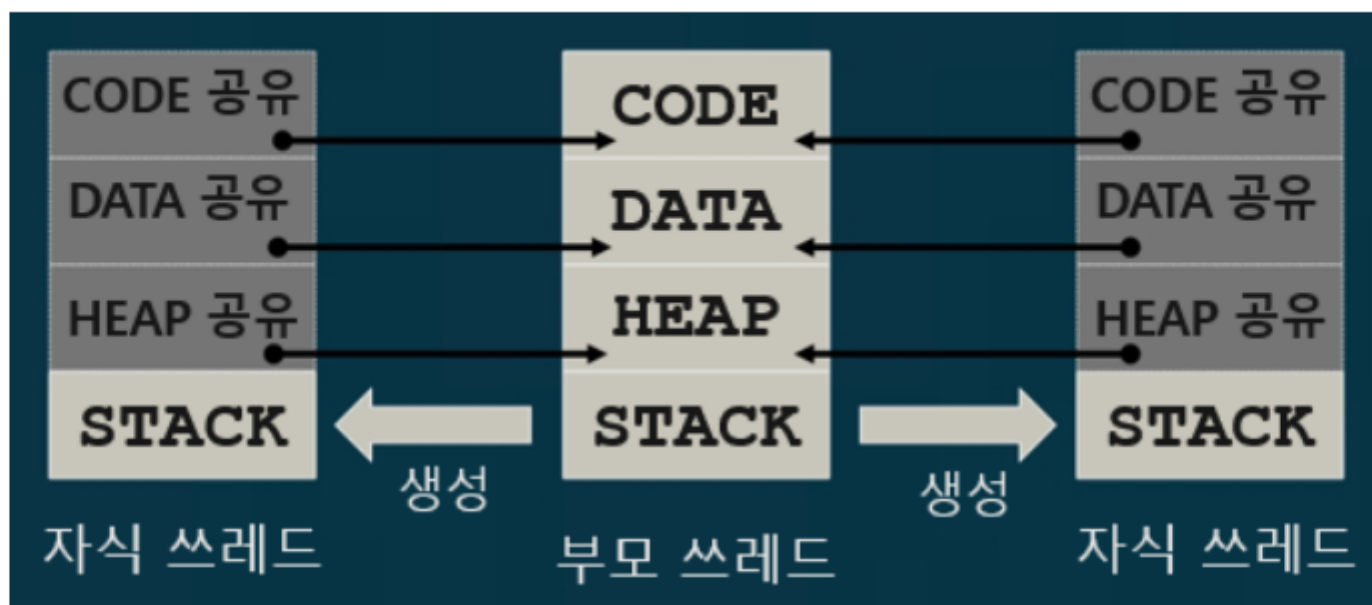 CODE 공유
DATA 공유
HEAP 공유
STACK
자식 쓰레드
CODE
DATA
HEAP
STACK
부모 쓰레드
생성
생성
CODE 공유
DATA 공유
HEAP 공유
STACK
자식 쓰레드